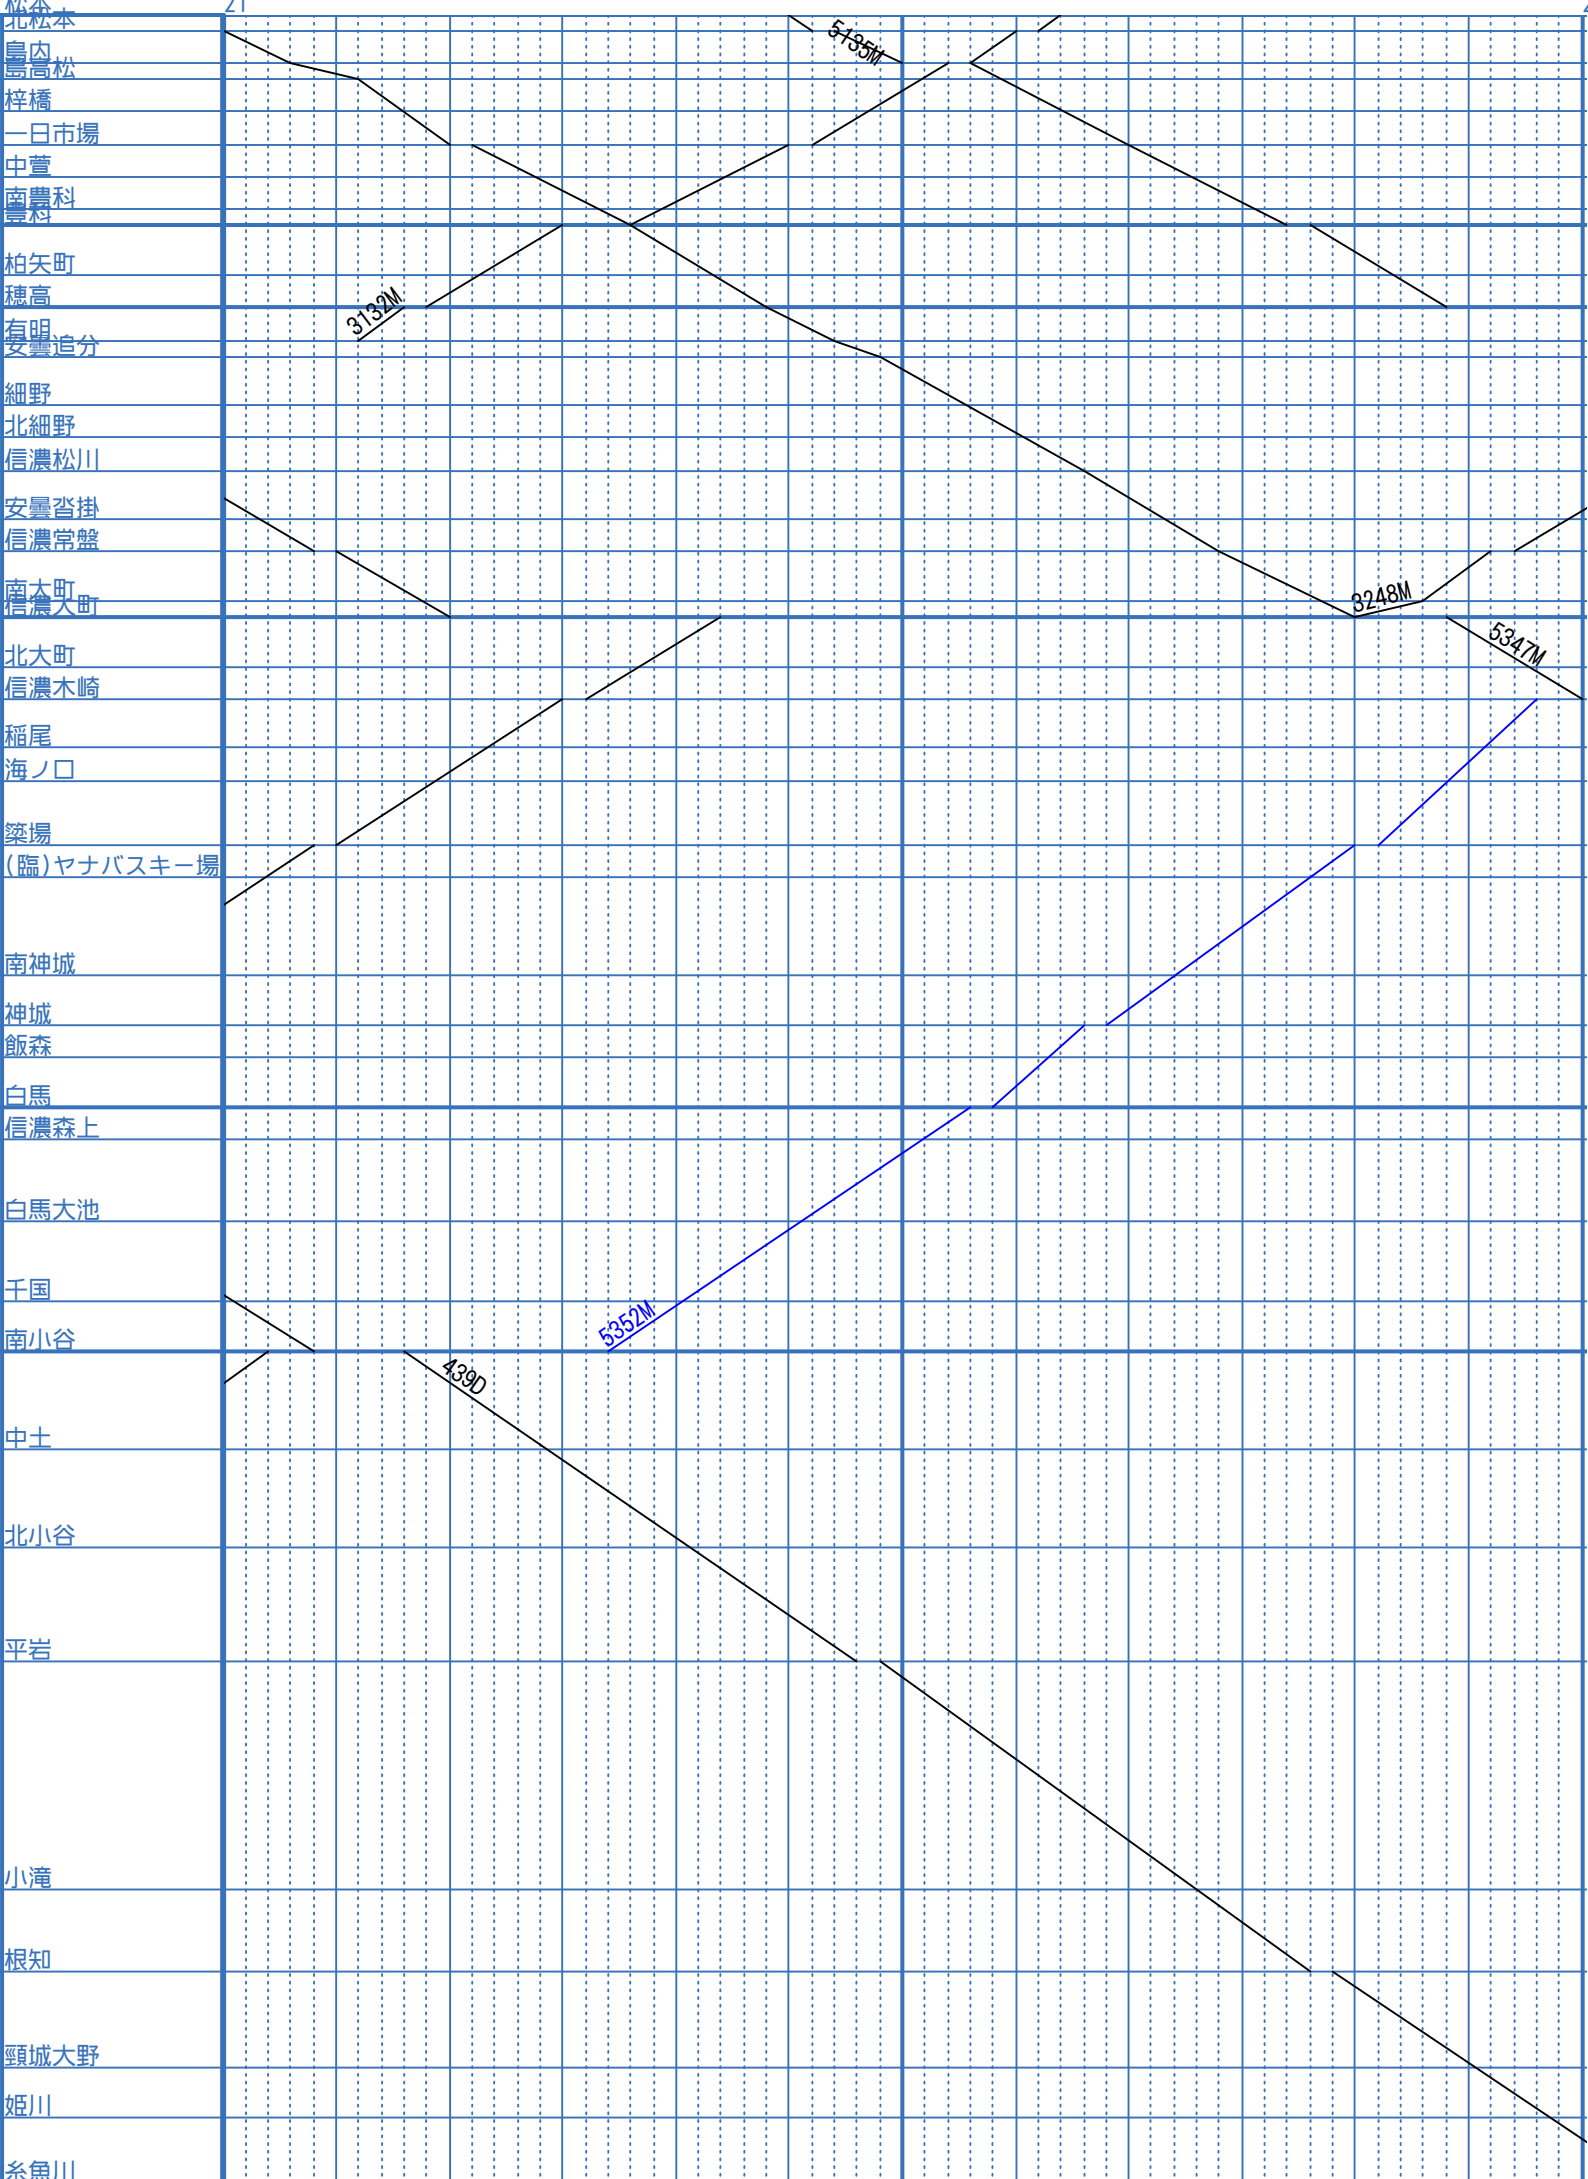 松本
21
北松本
5135M
島内
島高松
梓橋
一日市場
中萱
南豊科
豊科
柏矢町
穂高
3132M
有明
安曇追分
細野
北細野
信濃松川
安曇沓掛
信濃常盤
南大町
3248M
信濃大町
5347M
北大町
信濃木崎
稲尾
海ノ口
簗場
(臨)ヤナバスキー場
南神城
神城
飯森
白馬
信濃森上
白馬大池
千国
5352M
南小谷
439D
中土
北小谷
平岩
小滝
根知
頸城大野
姫川
糸魚川